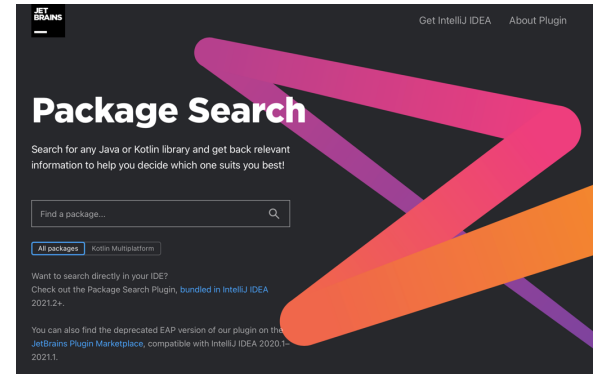 JET
BRAINS
Get IntelliJ IDEA About Plugin
Package Search
Search for any Java or Kotlin library and get back relevant
information to help you decide which one suits you best!
Find a package...
All packages Kotlin Multiplatform
Want to search directly in your IDE?
Check out the Package Search Plugin, bundled in IntelliJ IDEA
2021.2+.
You can also find the deprecated EAP version of our plugin on the
JetBrains Plugin Marketplace, compatible with IntelliJ IDEA 2020.1–
2021.1.